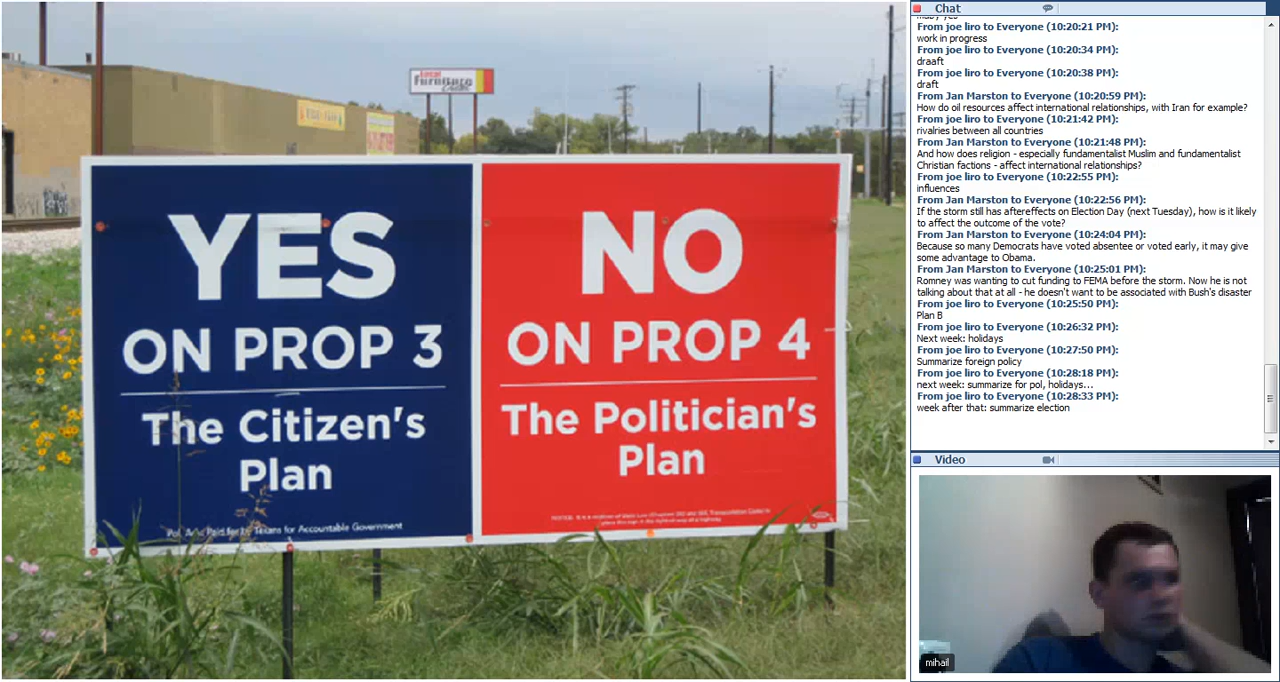 Local
Furniture
Outlet
YES
ON PROP 3
The Citizen's
Plan
Texans for Accountable Government
NO
ON PROP 4
The Politician's
Plan
Chat
From joe liro to Everyone (10:20:21 PM):
work in progress
From joe liro to Everyone (10:20:34 PM):
draaft
From joe liro to Everyone (10:20:38 PM):
draft
From Jan Marston to Everyone (10:20:59 PM):
How do oil resources affect international relationships, with Iran for example?
From joe liro to Everyone (10:21:42 PM):
rivalries between all countries
From Jan Marston to Everyone (10:21:48 PM):
And how does religion - especially fundamentalist Muslim and fundamentalist
Christian factions - affect international relationships?
From joe liro to Everyone (10:22:55 PM):
influences
From Jan Marston to Everyone (10:22:56 PM):
If the storm still has aftereffects on Election Day (next Tuesday), how is it likely
to affect the outcome of the vote?
From Jan Marston to Everyone (10:24:04 PM):
Because so many Democrats have voted absentee or voted early, it may give
some advantage to Obama.
From Jan Marston to Everyone (10:25:01 PM):
Romney was wanting to cut funding to FEMA before the storm. Now he is not
talking about that at all - he doesn't want to be associated with Bush's disaster
From joe liro to Everyone (10:25:50 PM):
Plan B
From joe liro to Everyone (10:26:32 PM):
Next week: holidays
From joe liro to Everyone (10:27:50 PM):
Summarize foreign policy
From joe liro to Everyone (10:28:18 PM):
next week: summarize for pol, holidays...
From joe liro to Everyone (10:28:33 PM):
week after that: summarize election
Video
mihail